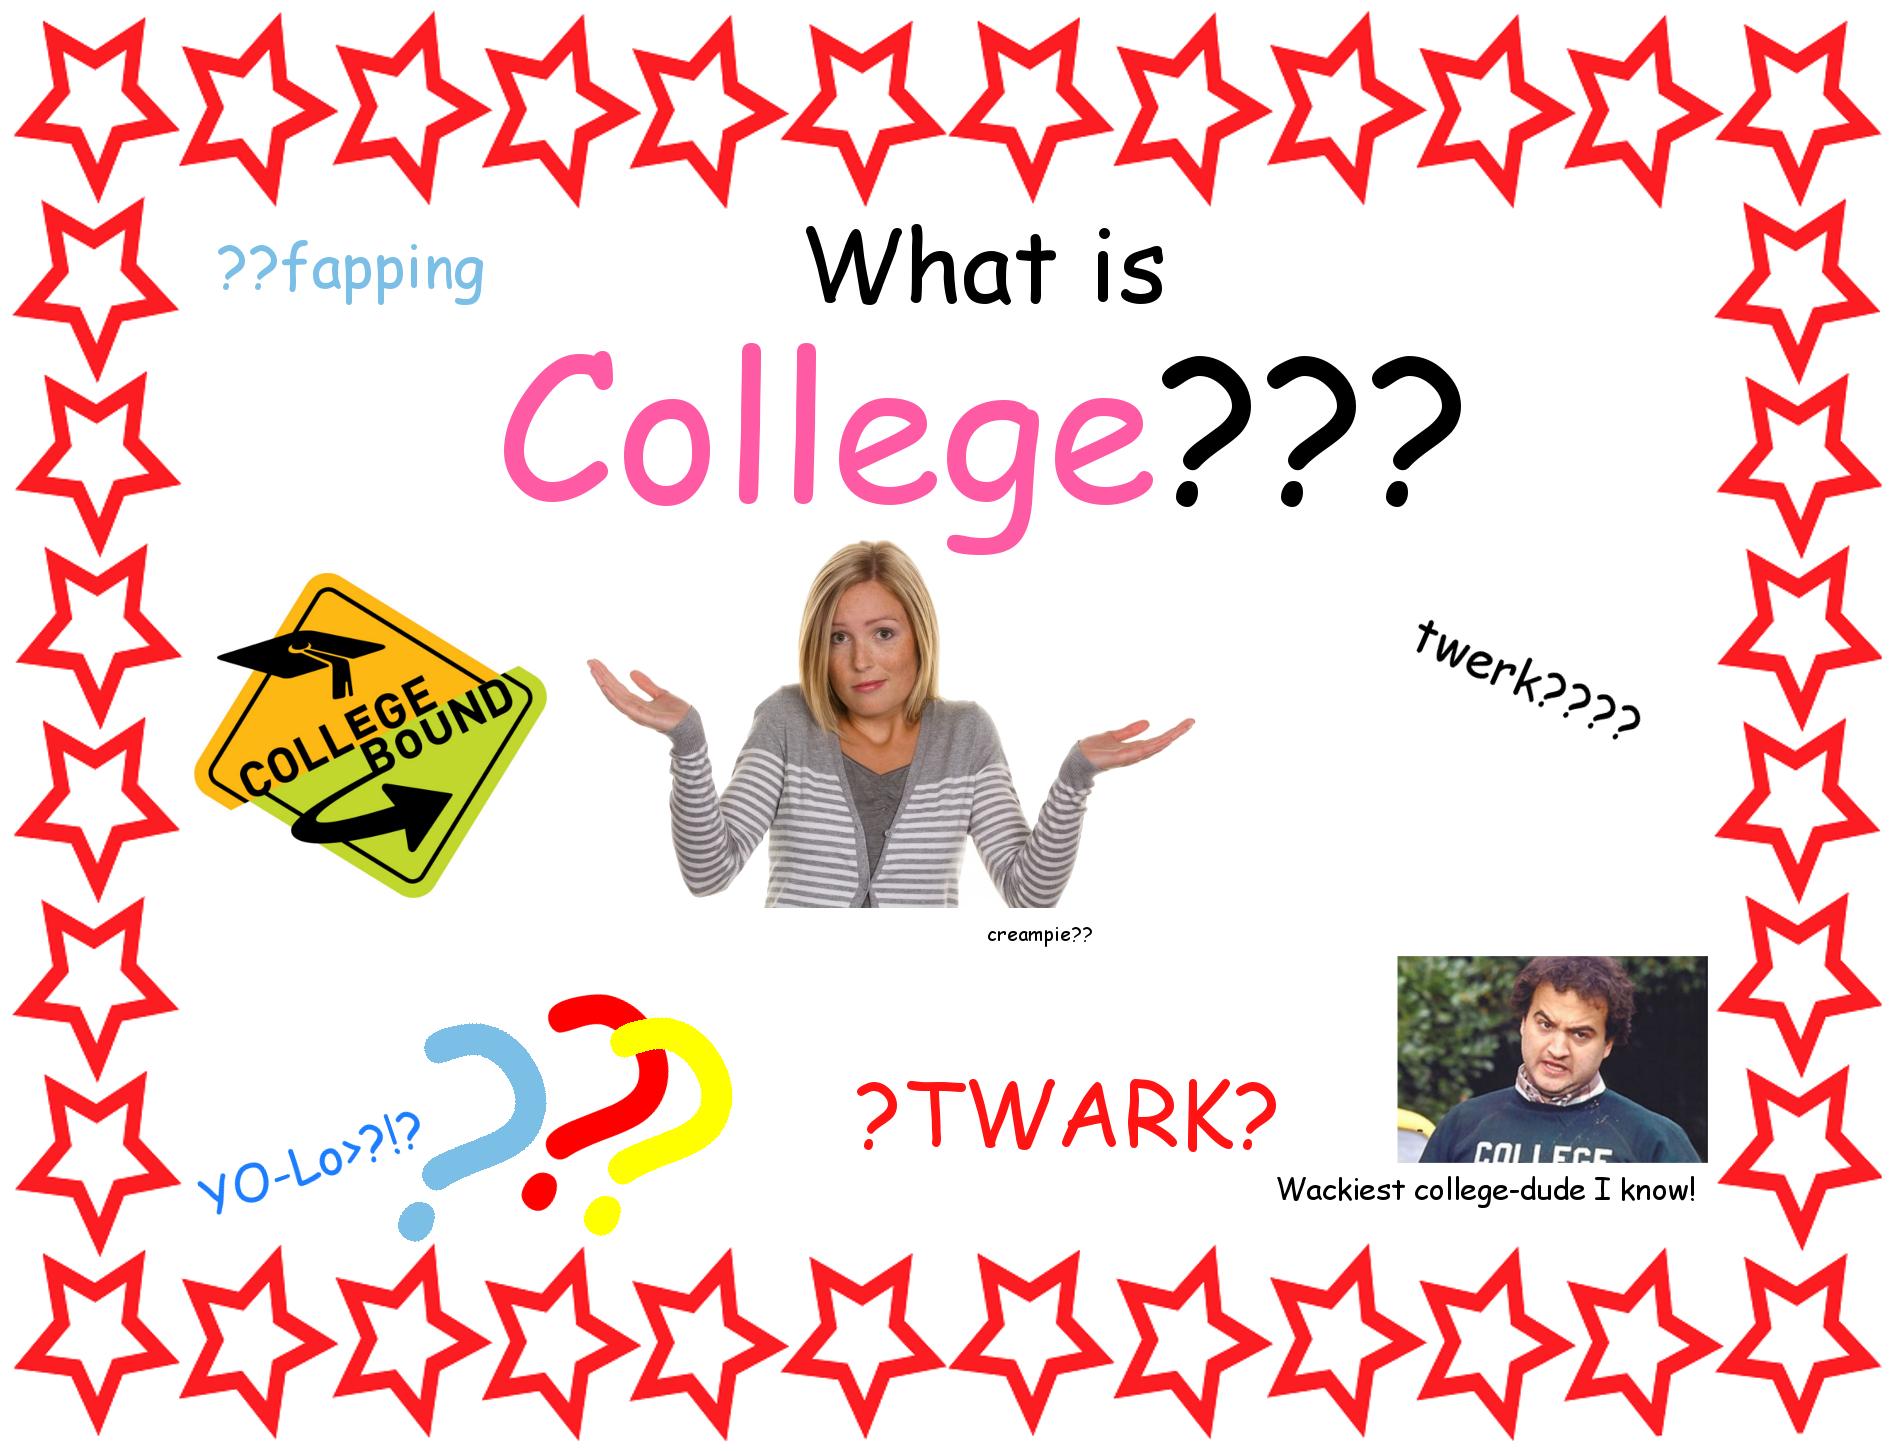 ??fapping
What is
College???
COLLEGE
BOUND
twerk????
creampie??
YO-Lo>?!?
???
?TWARK?
COLLEGE
Wackiest college-dude I know!